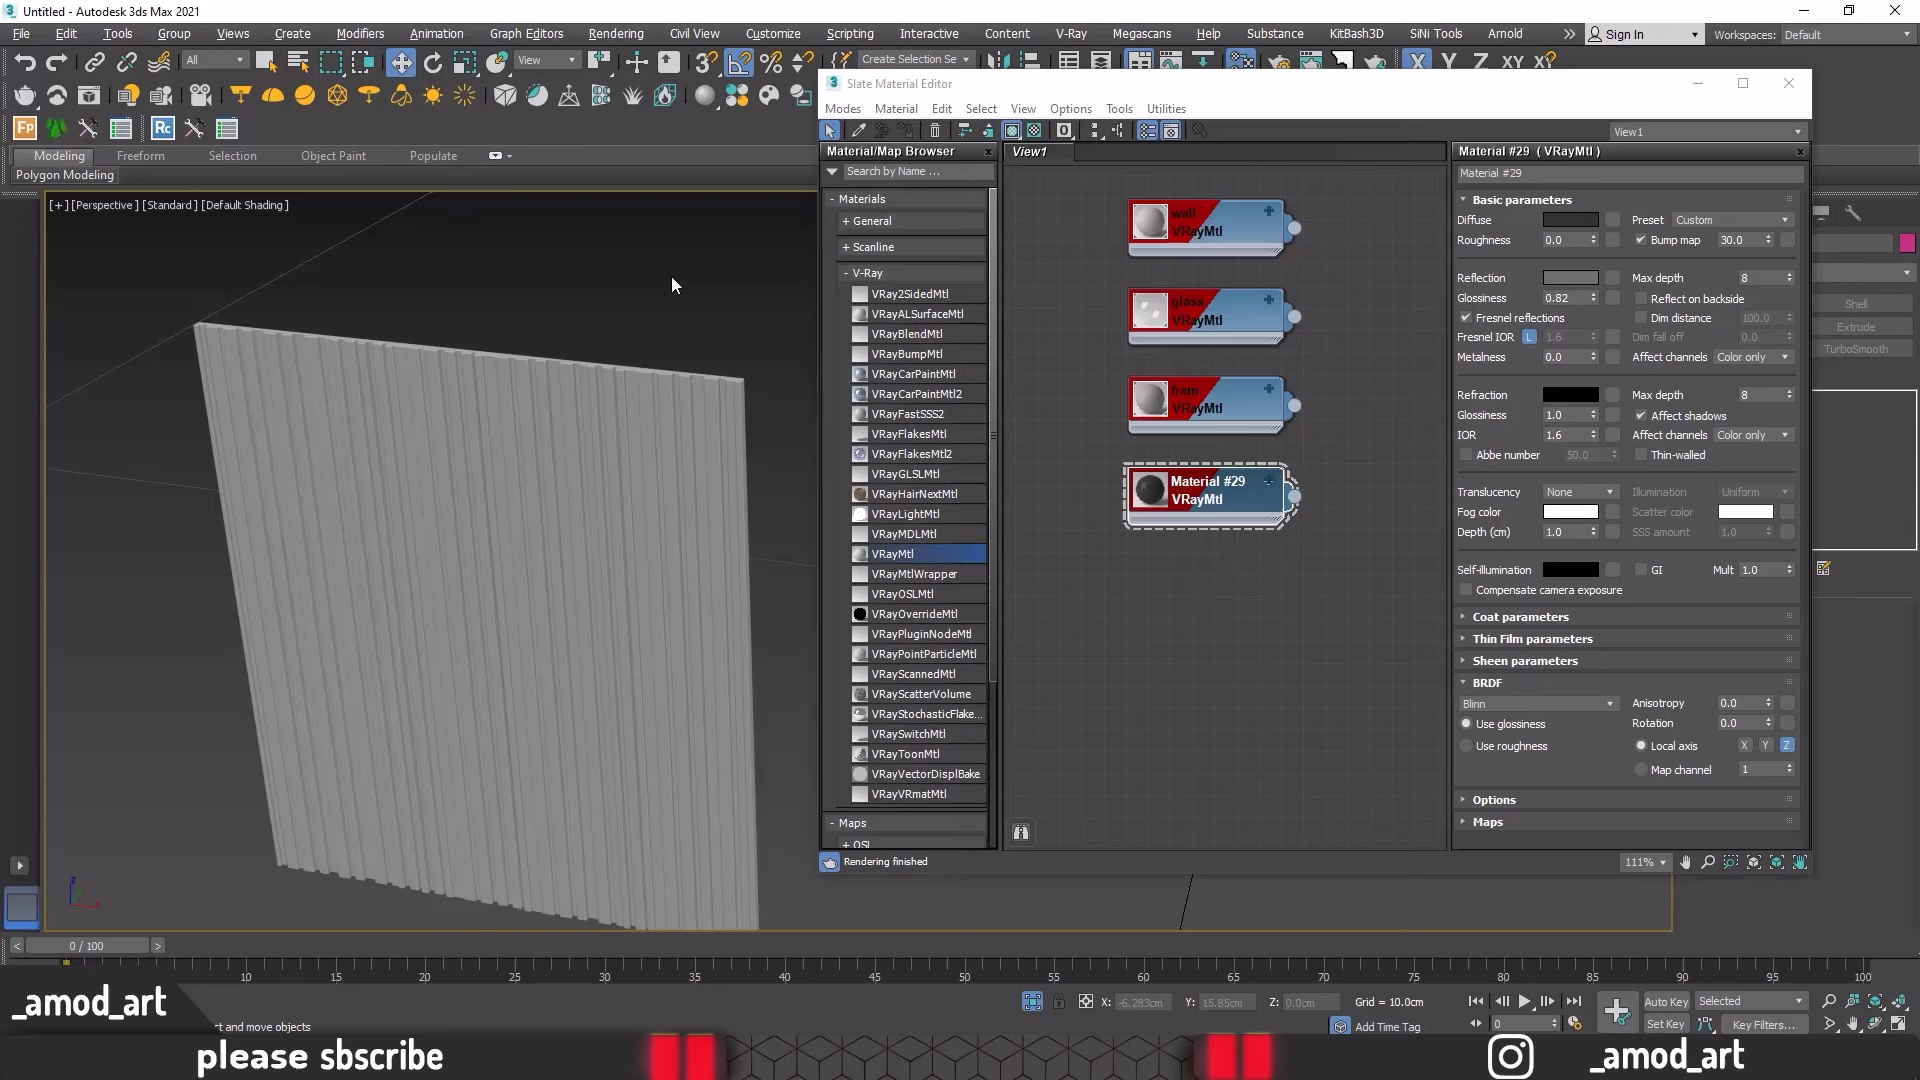 Untitled - Autodesk 3ds Max 2021
File Edit Tools Group Views Create Modifiers Animation Graph Editors Rendering Civil View Customize Scripting Interactive Content V-Ray Megascans Help Substance KitBash3D SiNi Tools Arnold Sign In Workspaces: Default
All View Create Selection Se X Y Z XY
Slate Material Editor
Modes Material Edit Select View Options Tools Utilities
View1
Modeling Freeform Selection Object Paint Populate
Polygon Modeling
[+] [Perspective] [Standard] [Default Shading]
Material/Map Browser
Search by Name ...
- Materials
+ General
+ Scanline
- V-Ray
VRay2SidedMtl
VRayALSurfaceMtl
VRayBlendMtl
VRayBumpMtl
VRayCarPaintMtl
VRayCarPaintMtl2
VRayFastSSS2
VRayFlakesMtl
VRayFlakesMtl2
VRayGLSLMtl
VRayHairNextMtl
VRayLightMtl
VRayMDLMtl
VRayMtl
VRayMtlWrapper
VRayOSLMtl
VRayOverrideMtl
VRayPluginNodeMtl
VRayPointParticleMtl
VRayScannedMtl
VRayScatterVolume
VRayStochasticFlake...
VRaySwitchMtl
VRayToonMtl
VRayVectorDisplBake
VRayVRmatMtl
- Maps
+ OSL
Rendering finished
View1
wall
VRayMtl
glass
VRayMtl
fram
VRayMtl
Material #29
VRayMtl
Material #29 ( VRayMtl )
Material #29
Basic parameters
Diffuse Preset Custom
Roughness 0.0 Bump map 30.0
Reflection Max depth 8
Glossiness 0.82 Reflect on backside
Fresnel reflections Dim distance 100.0
Fresnel IOR L 1.6 Dim fall off 0.0
Metalness 0.0 Affect channels Color only
Refraction Max depth 8
Glossiness 1.0 Affect shadows
IOR 1.6 Affect channels Color only
Abbe number 50.0 Thin-walled
Translucency None Illumination Uniform
Fog color Scatter color
Depth (cm) 1.0 SSS amount 1.0
Self-illumination GI Mult 1.0
Compensate camera exposure
Coat parameters
Thin Film parameters
Sheen parameters
BRDF
Blinn Anisotropy 0.0
Use glossiness Rotation 0.0
Use roughness Local axis X Y Z
Map channel 1
Options
Maps
111%
Shell
Extrude
TurboSmooth
0 / 100
10 15 20 25 30 35 40 45 50 55 60 65 70 75 80 85 90 95 100
X: -6.283cm Y: 15.85cm Z: 0.0cm Grid = 10.0cm Auto Key Selected
ct and move objects Add Time Tag 0 Set Key Key Filters...
_amod_art
please sbscribe
_amod_art